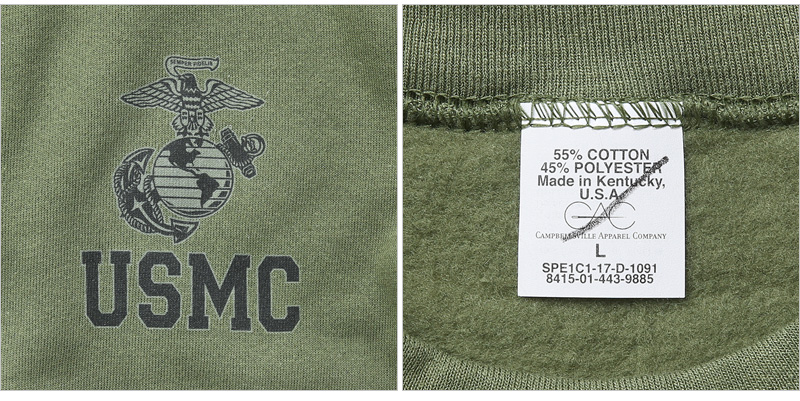 SEMPER FIDELIS
USMC
55% COTTON
45% POLYESTER
Made in Kentucky,
U.S.A.
CAC
CAMPBELLSVILLE APPAREL COMPANY
L
SPE1C1-17-D-1091
8415-01-443-9885